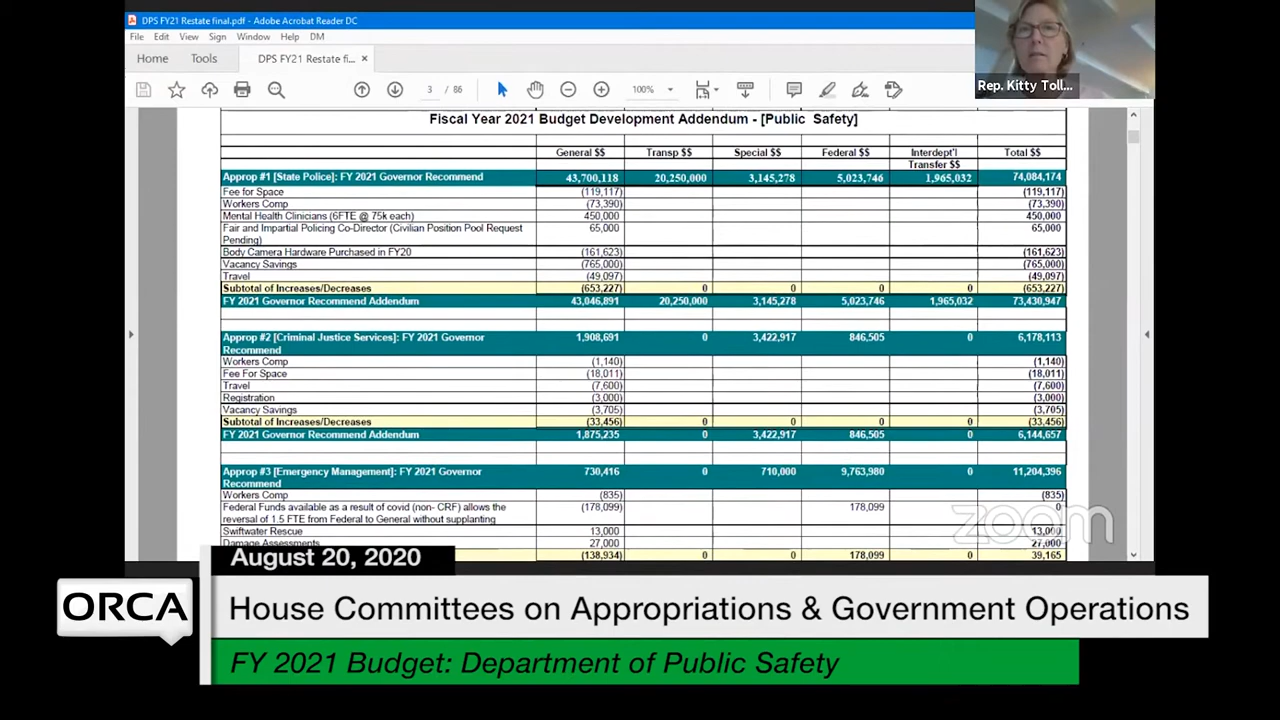 DPS FY21 Restate final.pdf - Adobe Acrobat Reader DC
File Edit View Sign Window Help DM
Home Tools DPS FY21 Restate fi... ×
3 / 86 100%
Rep. Kitty Toll...
Fiscal Year 2021 Budget Development Addendum - [Public Safety]
General $$ Transp $$ Special $$ Federal $$ Interdept'l Transfer $$ Total $$
Approp #1 [State Police]: FY 2021 Governor Recommend 43,700,118 20,250,000 3,145,278 5,023,746 1,965,032 74,084,174
Fee for Space (119,117) (119,117)
Workers Comp (73,390) (73,390)
Mental Health Clinicians (6FTE @ 75k each) 450,000 450,000
Fair and Impartial Policing Co-Director (Civilian Position Pool Request 65,000 65,000
Pending)
Body Camera Hardware Purchased in FY20 (161,623) (161,623)
Vacancy Savings (765,000) (765,000)
Travel (49,097) (49,097)
Subtotal of Increases/Decreases (653,227) 0 0 0 0 (653,227)
FY 2021 Governor Recommend Addendum 43,046,891 20,250,000 3,145,278 5,023,746 1,965,032 73,430,947
Approp #2 [Criminal Justice Services]: FY 2021 Governor 1,908,691 0 3,422,917 846,505 0 6,178,113
Recommend
Workers Comp (1,140) (1,140)
Fee For Space (18,011) (18,011)
Travel (7,600) (7,600)
Registration (3,000) (3,000)
Vacancy Savings (3,705) (3,705)
Subtotal of Increases/Decreases (33,456) 0 0 0 0 (33,456)
FY 2021 Governor Recommend Addendum 1,875,235 0 3,422,917 846,505 0 6,144,657
Approp #3 [Emergency Management]: FY 2021 Governor 730,416 0 710,000 9,763,980 0 11,204,396
Recommend
Workers Comp (835) (835)
Federal Funds available as a result of covid (non- CRF) allows the (178,099) 178,099 0
reversal of 1.5 FTE from Federal to General without supplanting
Swiftwater Rescue 13,000 13,000
Damage Assessments 27,000 27,000
(138,934) 0 0 178,099 0 39,165
zoom
August 20, 2020
ORCA
House Committees on Appropriations & Government Operations
FY 2021 Budget: Department of Public Safety